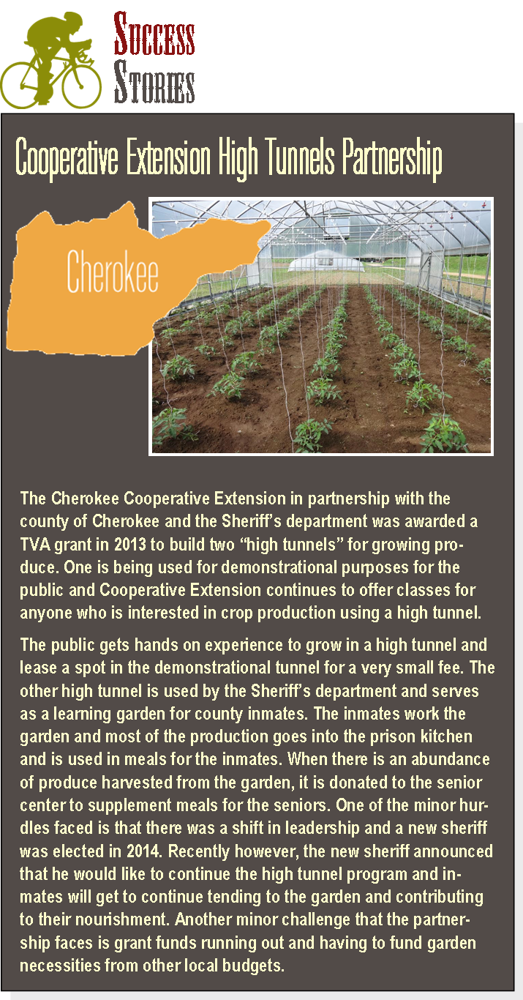 Success
Stories
Cooperative Extension High Tunnels Partnership
Cherokee
The Cherokee Cooperative Extension in partnership with the
county of Cherokee and the Sheriff’s department was awarded a
TVA grant in 2013 to build two “high tunnels” for growing pro-
duce. One is being used for demonstrational purposes for the
public and Cooperative Extension continues to offer classes for
anyone who is interested in crop production using a high tunnel.
The public gets hands on experience to grow in a high tunnel and
lease a spot in the demonstrational tunnel for a very small fee. The
other high tunnel is used by the Sheriff’s department and serves
as a learning garden for county inmates. The inmates work the
garden and most of the production goes into the prison kitchen
and is used in meals for the inmates. When there is an abundance
of produce harvested from the garden, it is donated to the senior
center to supplement meals for the seniors. One of the minor hur-
dles faced is that there was a shift in leadership and a new sheriff
was elected in 2014. Recently however, the new sheriff announced
that he would like to continue the high tunnel program and in-
mates will get to continue tending to the garden and contributing
to their nourishment. Another minor challenge that the partner-
ship faces is grant funds running out and having to fund garden
necessities from other local budgets.